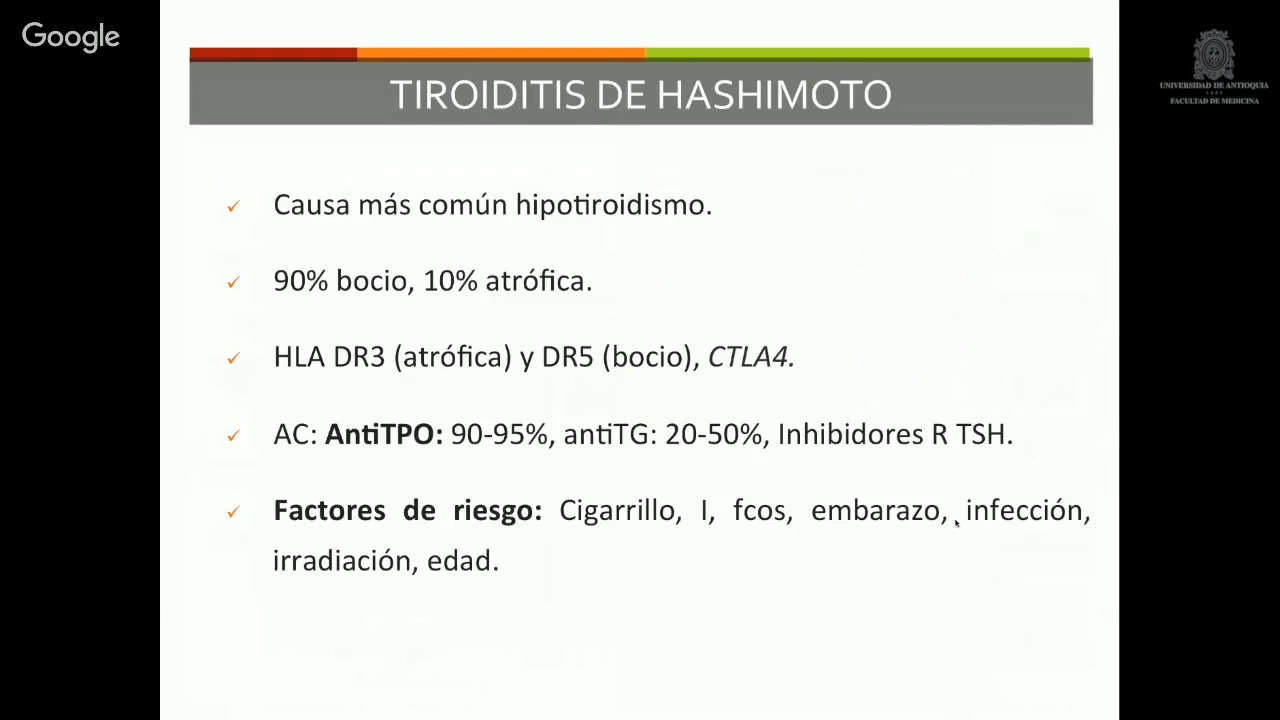 Google
UNIVERSIDAD DE ANTIOQUIA
1803
FACULTAD DE MEDICINA
TIROIDITIS DE HASHIMOTO
Causa más común hipotiroidismo.
90% bocio, 10% atrófica.
HLA DR3 (atrófica) y DR5 (bocio), CTLA4.
AC: AntiTPO: 90-95%, antiTG: 20-50%, Inhibidores R TSH.
Factores de riesgo: Cigarrillo, I, fcos, embarazo, infección,
irradiación, edad.